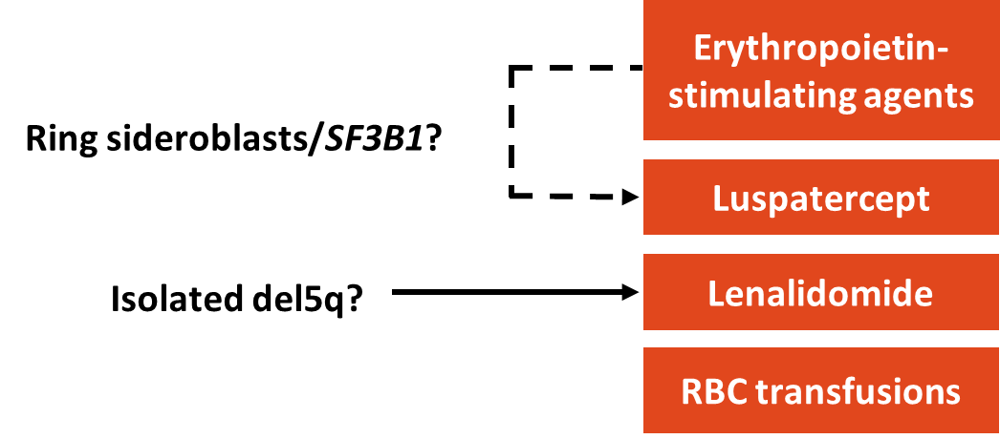 Erythropoietin-
stimulating agents
Ring sideroblasts/SF3B1?
Luspatercept
Isolated del5q?
Lenalidomide
RBC transfusions